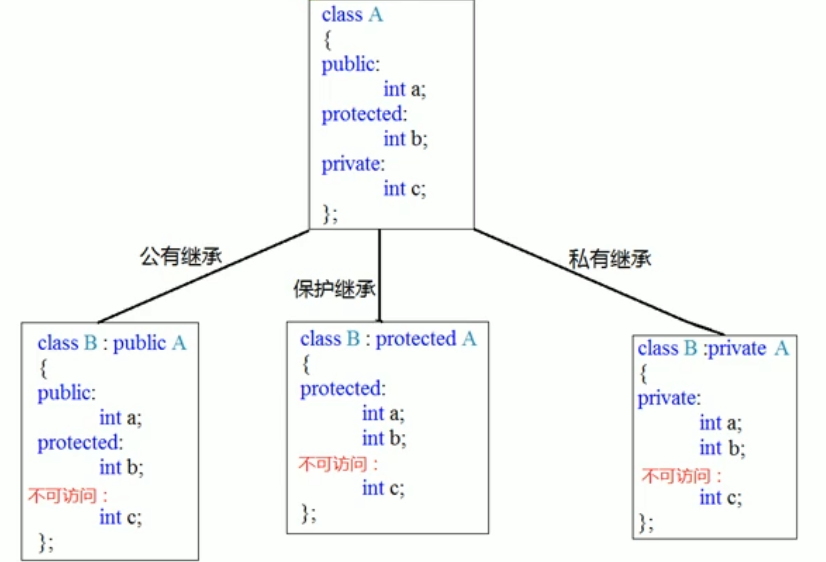 class A
{
public:
int a;
protected:
int b;
private:
int c;
};
公有继承
保护继承
私有继承
class B : public A
{
public:
int a;
protected:
int b;
不可访问：
int c;
};
class B : protected A
{
protected:
int a;
int b;
不可访问：
int c;
};
class B :private A
{
private:
int a;
int b;
不可访问：
int c;
};